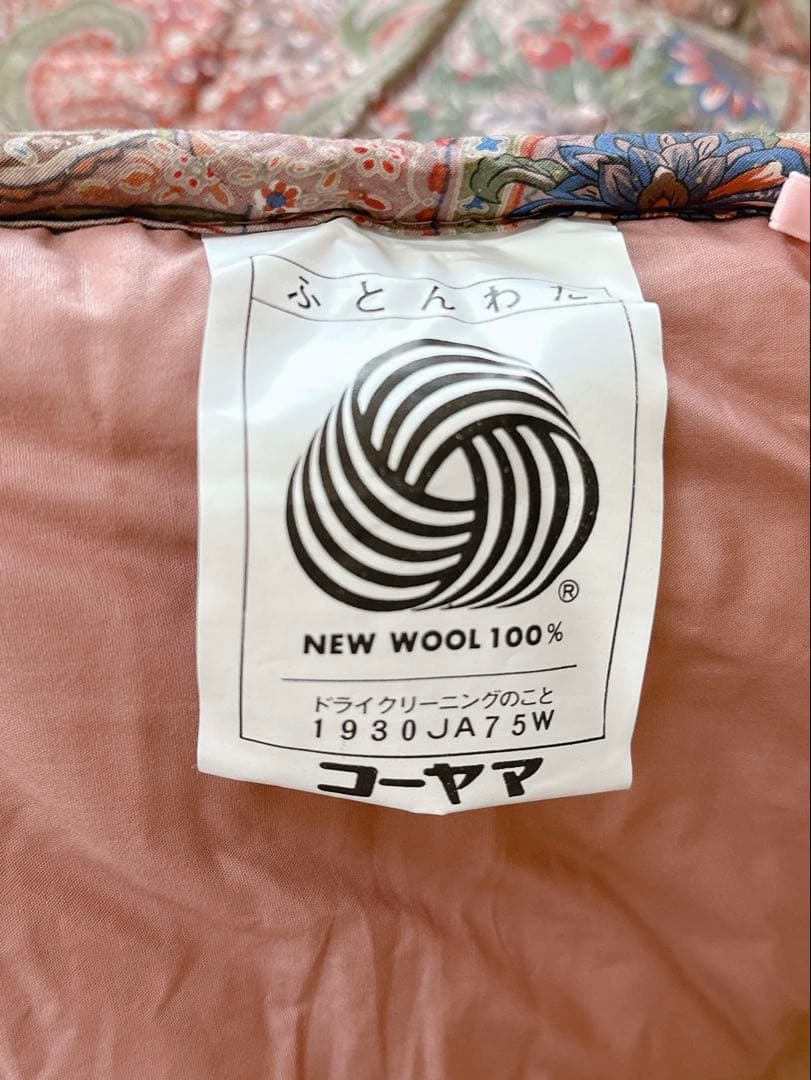 ふとんわた
®
NEW WOOL 100%
ドライクリーニングのこと
1930JA75W
コーヤマ